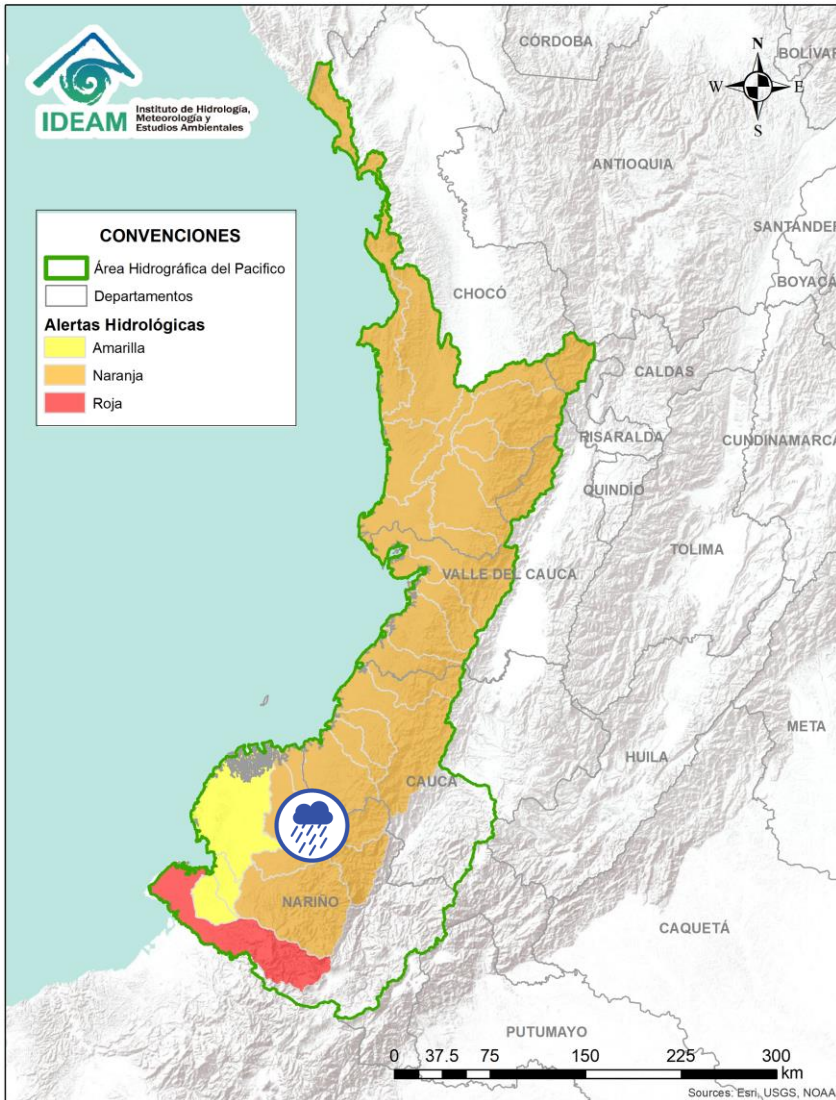 IDEAM
Instituto de Hidrología,
Meteorología y
Estudios Ambientales
CÓRDOBA
BOLÍVAR
N
W
E
S
ANTIOQUIA
SANTANDER
BOYACÁ
CONVENCIONES
Área Hidrográfica del Pacifico
Departamentos
Alertas Hidrológicas
Amarilla
Naranja
Roja
CHOCÓ
CALDAS
RISARALDA
CUNDINAMARCA
QUINDÍO
TOLIMA
VALLE DEL CAUCA
META
HUILA
CAUCA
NARIÑO
CAQUETÁ
PUTUMAYO
0 37.5 75 150 225 300
km
Sources: Esri, USGS, NOAA